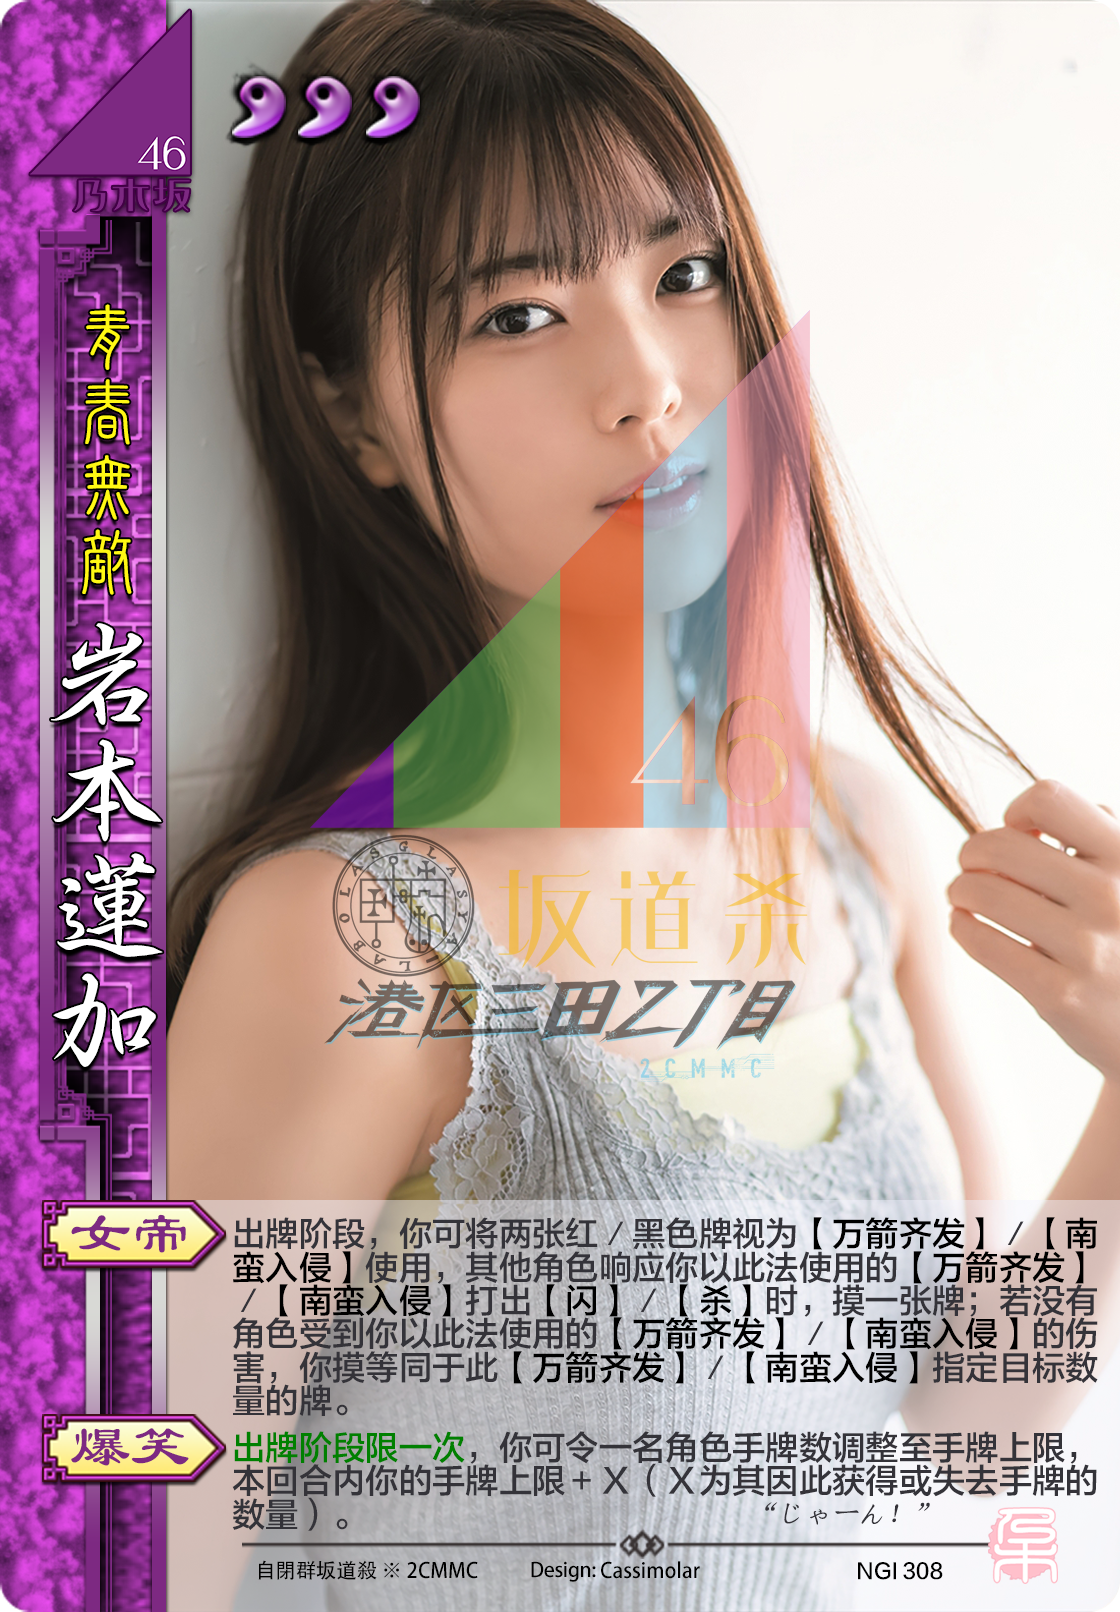 46
乃木坂
青春無敵
岩本蓮加
46
GLASYALABOLAS
坂道杀
港区三田2丁目
2CMMC
女帝
出牌阶段，你可将两张红／黑色牌视为【万箭齐发】／【南
蛮入侵】使用，其他角色响应你以此法使用的【万箭齐发】
／【南蛮入侵】打出【闪】／【杀】时，摸一张牌；若没有
角色受到你以此法使用的【万箭齐发】／【南蛮入侵】的伤
害，你摸等同于此【万箭齐发】／【南蛮入侵】指定目标数
量的牌。
爆笑
出牌阶段限一次，你可令一名角色手牌数调整至手牌上限，
本回合内你的手牌上限＋Ｘ（Ｘ为其因此获得或失去手牌的
数量）。
“じゃーん！”
自閉群坂道殺 ※ 2CMMC
Design: Cassimolar
NGI 308